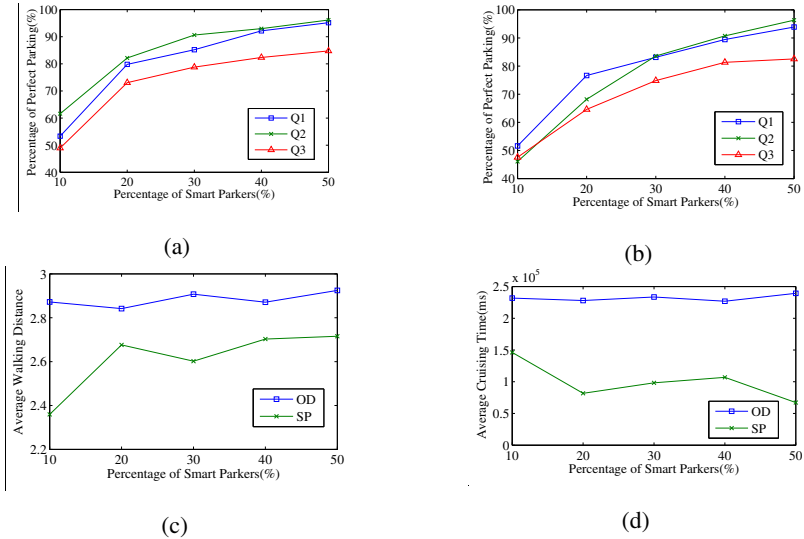 100
90
80
70
60
50
40
10 20 30 40 50
Percentage of Perfect Parking(%)
Percentage of Smart Parkers(%)
Q1
Q2
Q3
(a)
100
90
80
70
60
50
40
10 20 30 40 50
Percentage of Perfect Parking(%)
Percentage of Smart Parkers(%)
Q1
Q2
Q3
(b)
3
2.8
2.6
2.4
2.2
10 20 30 40 50
Average Walking Distance
Percentage of Smart Parkers(%)
OD
SP
(c)
x 10^5
2.5
2
1.5
1
0.5
0
10 20 30 40 50
Average Cruising Time(ms)
Percentage of Smart Parkers(%)
OD
SP
(d)